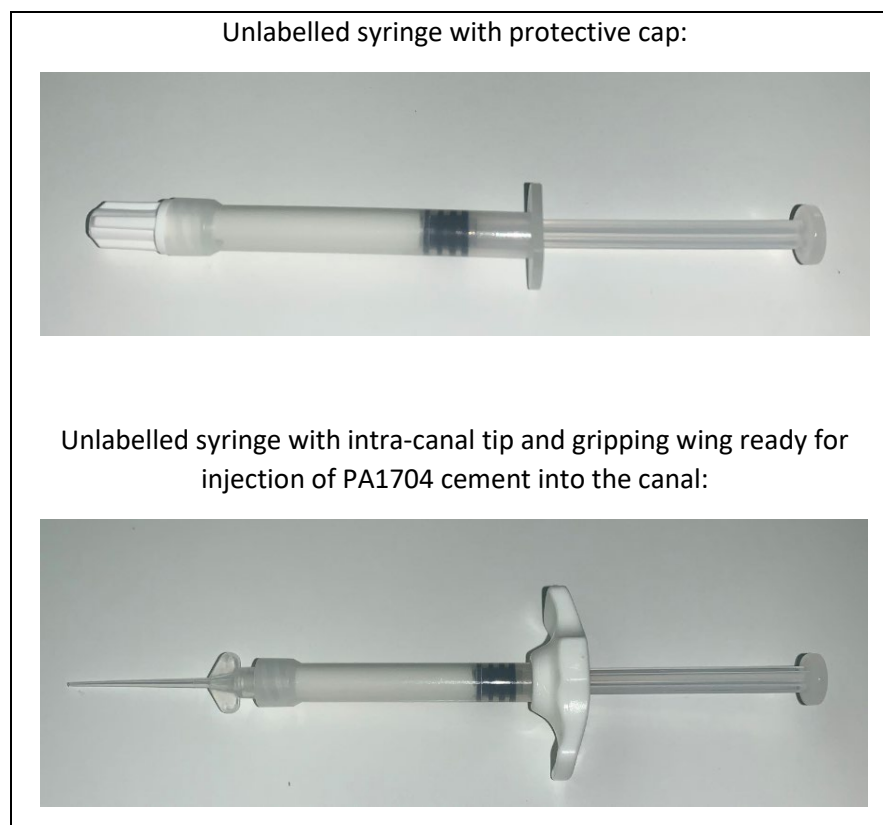 Unlabelled syringe with protective cap:
Unlabelled syringe with intra-canal tip and gripping wing ready for
injection of PA1704 cement into the canal: